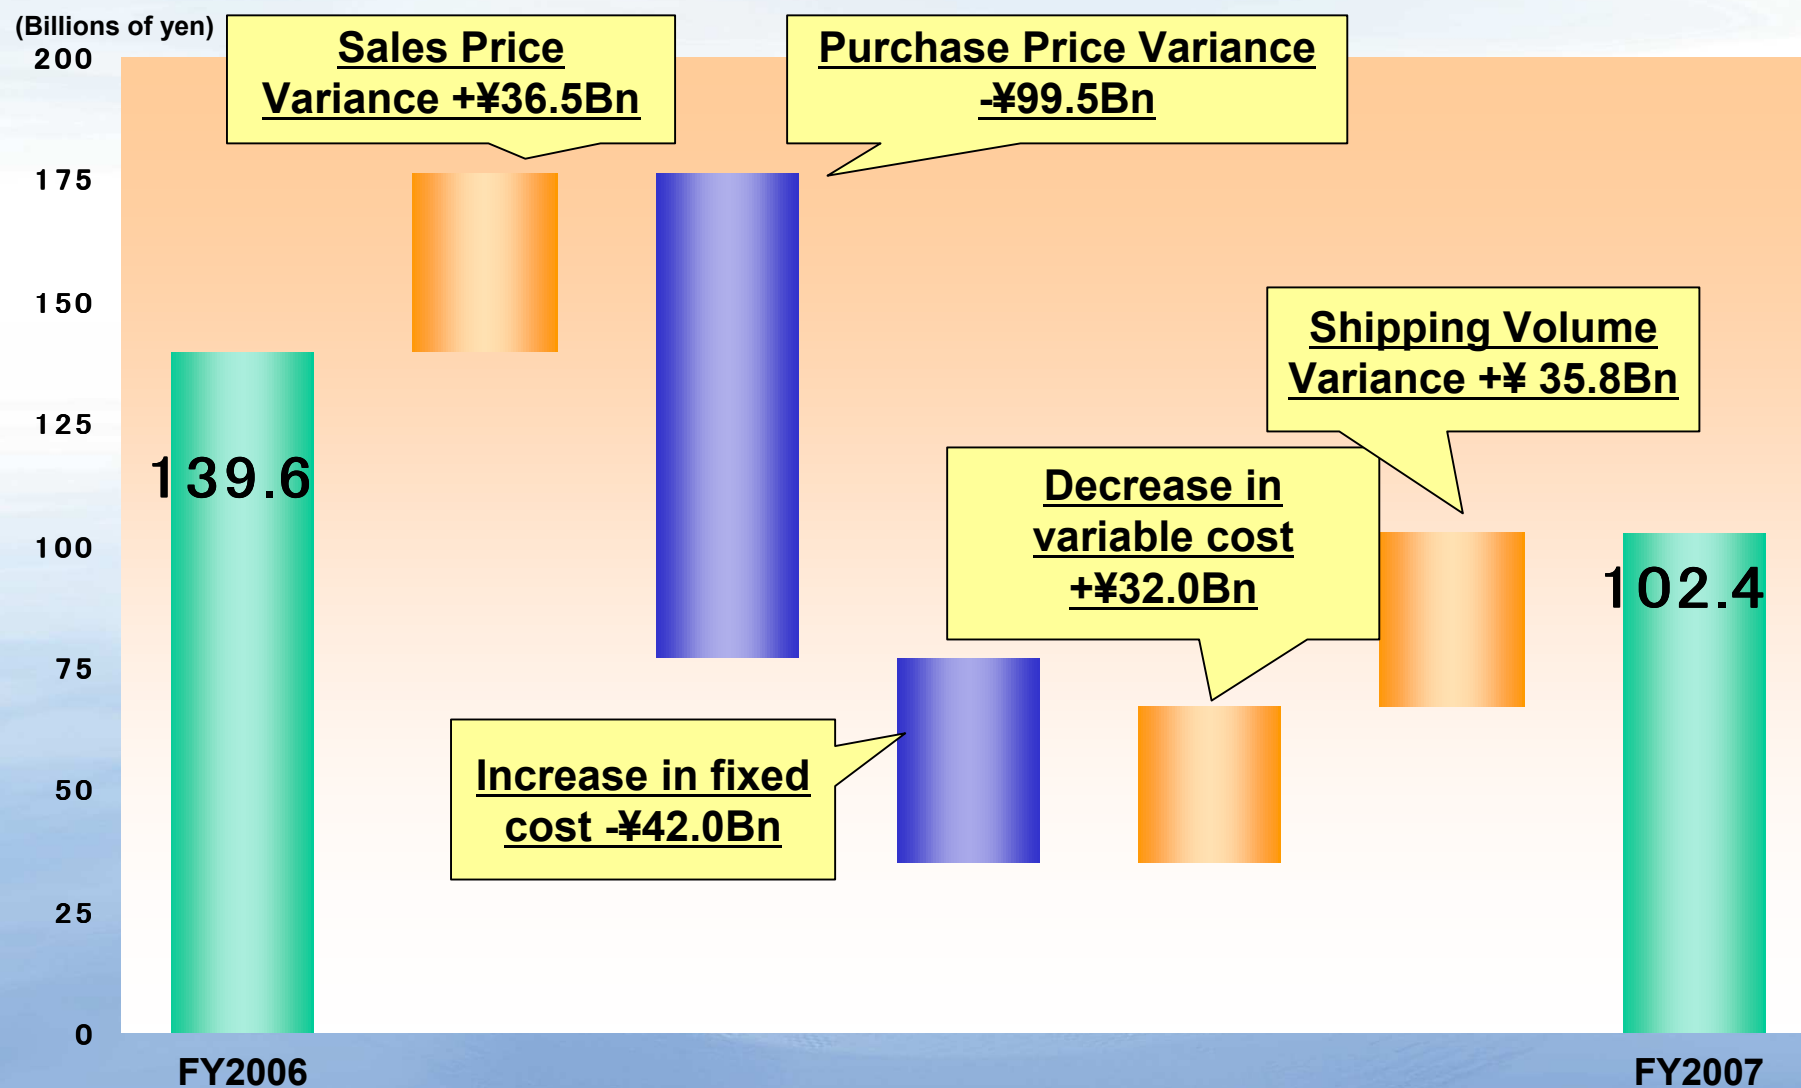 (Billions of yen)
200
175
150
125
100
75
50
25
0
Sales Price
Variance +¥36.5Bn
Purchase Price Variance
-¥99.5Bn
Shipping Volume
Variance +¥ 35.8Bn
Decrease in
variable cost
+¥32.0Bn
Increase in fixed
cost -¥42.0Bn
139.6
102.4
FY2006
FY2007